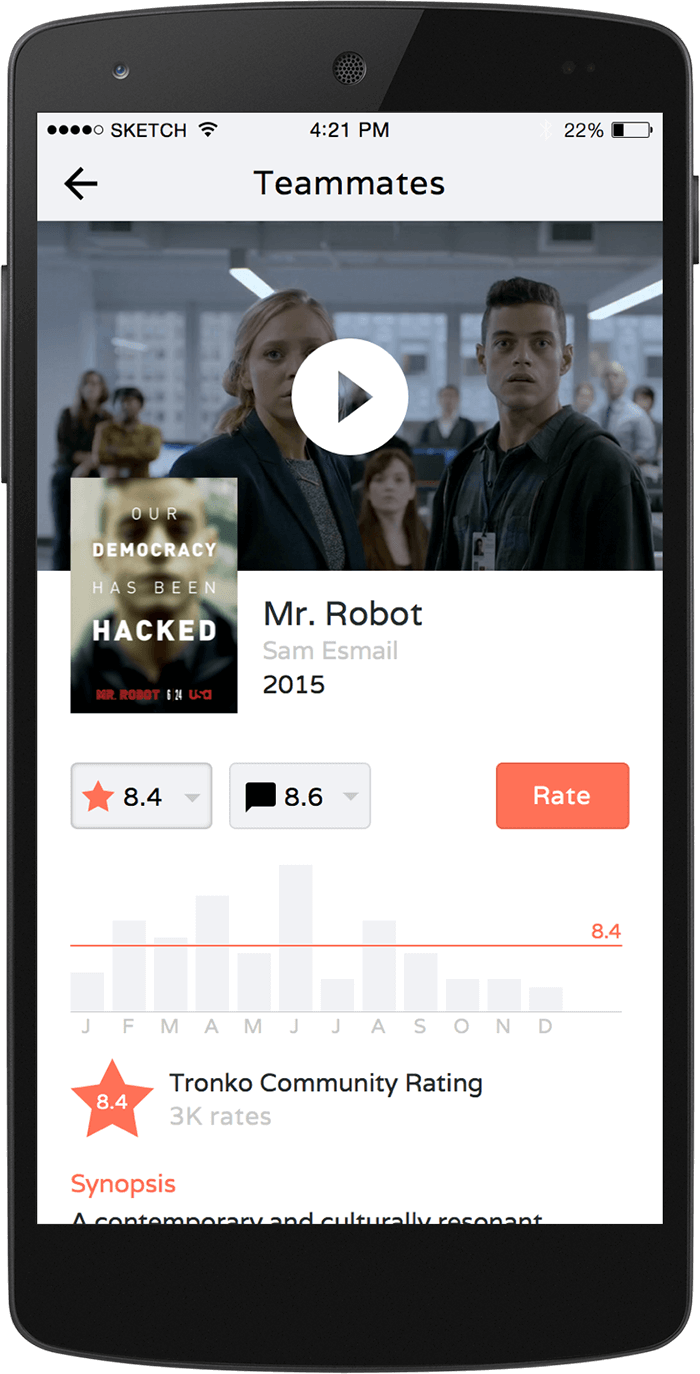 SKETCH 4:21 PM 22%
Teammates
OUR
DEMOCRACY
HAS BEEN
HACKED
MR. ROBOT 6 24 USA
Mr. Robot
Sam Esmail
2015
8.4 8.6 Rate
8.4
J F M A M J J A S O N D
8.4
Tronko Community Rating
3K rates
Synopsis
A contemporary and culturally resonant